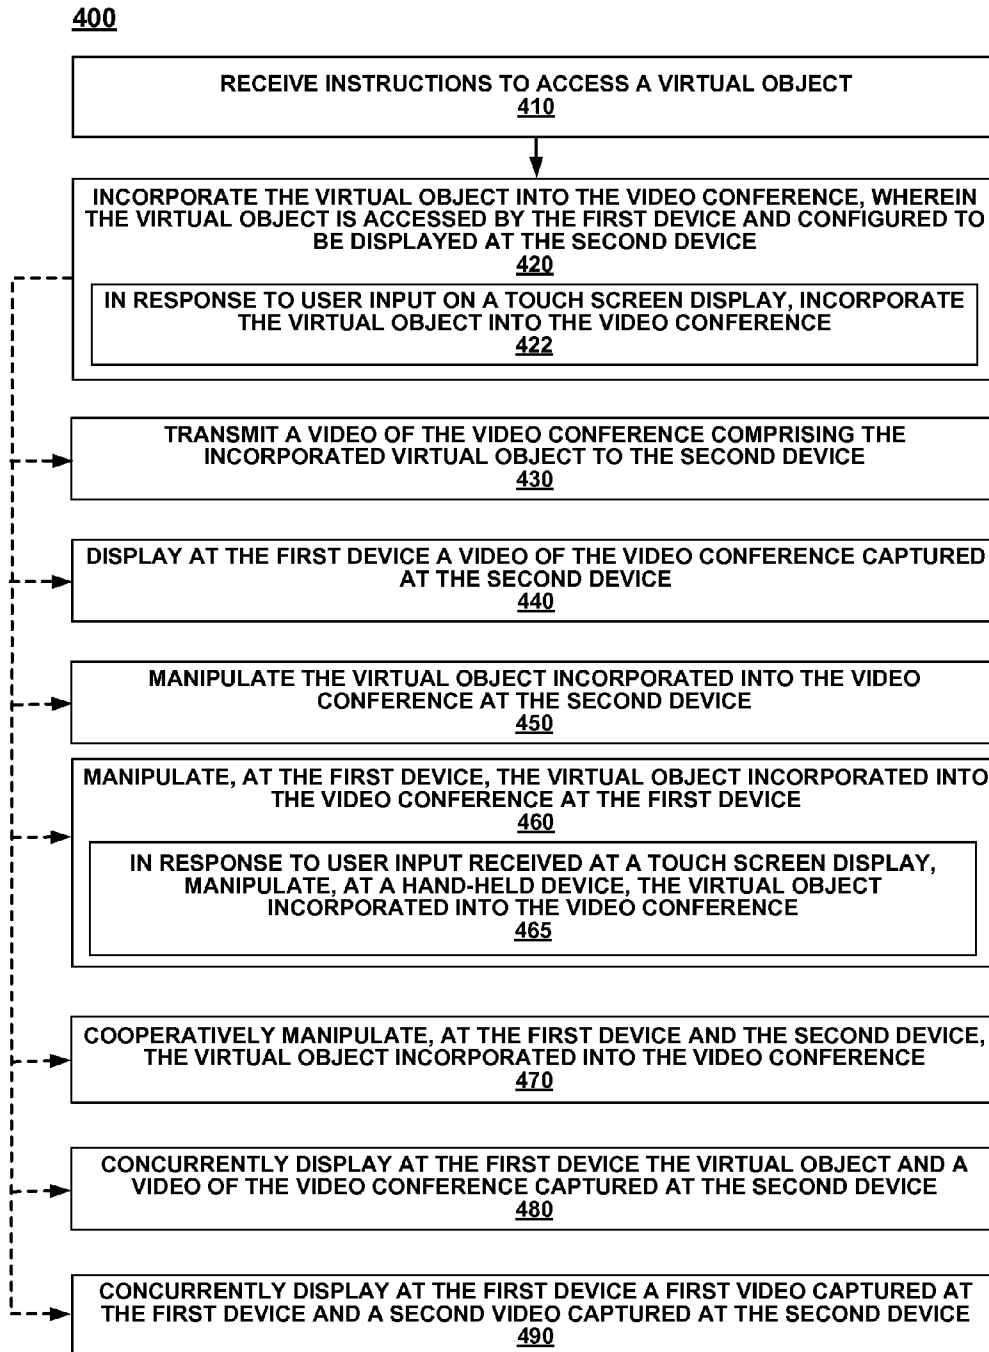 400
RECEIVE INSTRUCTIONS TO ACCESS A VIRTUAL OBJECT
410
INCORPORATE THE VIRTUAL OBJECT INTO THE VIDEO CONFERENCE, WHEREIN
THE VIRTUAL OBJECT IS ACCESSED BY THE FIRST DEVICE AND CONFIGURED TO
BE DISPLAYED AT THE SECOND DEVICE
420
IN RESPONSE TO USER INPUT ON A TOUCH SCREEN DISPLAY, INCORPORATE
THE VIRTUAL OBJECT INTO THE VIDEO CONFERENCE
422
TRANSMIT A VIDEO OF THE VIDEO CONFERENCE COMPRISING THE
INCORPORATED VIRTUAL OBJECT TO THE SECOND DEVICE
430
DISPLAY AT THE FIRST DEVICE A VIDEO OF THE VIDEO CONFERENCE CAPTURED
AT THE SECOND DEVICE
440
MANIPULATE THE VIRTUAL OBJECT INCORPORATED INTO THE VIDEO
CONFERENCE AT THE SECOND DEVICE
450
MANIPULATE, AT THE FIRST DEVICE, THE VIRTUAL OBJECT INCORPORATED INTO
THE VIDEO CONFERENCE AT THE FIRST DEVICE
460
IN RESPONSE TO USER INPUT RECEIVED AT A TOUCH SCREEN DISPLAY,
MANIPULATE, AT A HAND-HELD DEVICE, THE VIRTUAL OBJECT
INCORPORATED INTO THE VIDEO CONFERENCE
465
COOPERATIVELY MANIPULATE, AT THE FIRST DEVICE AND THE SECOND DEVICE,
THE VIRTUAL OBJECT INCORPORATED INTO THE VIDEO CONFERENCE
470
CONCURRENTLY DISPLAY AT THE FIRST DEVICE THE VIRTUAL OBJECT AND A
VIDEO OF THE VIDEO CONFERENCE CAPTURED AT THE SECOND DEVICE
480
CONCURRENTLY DISPLAY AT THE FIRST DEVICE A FIRST VIDEO CAPTURED AT
THE FIRST DEVICE AND A SECOND VIDEO CAPTURED AT THE SECOND DEVICE
490